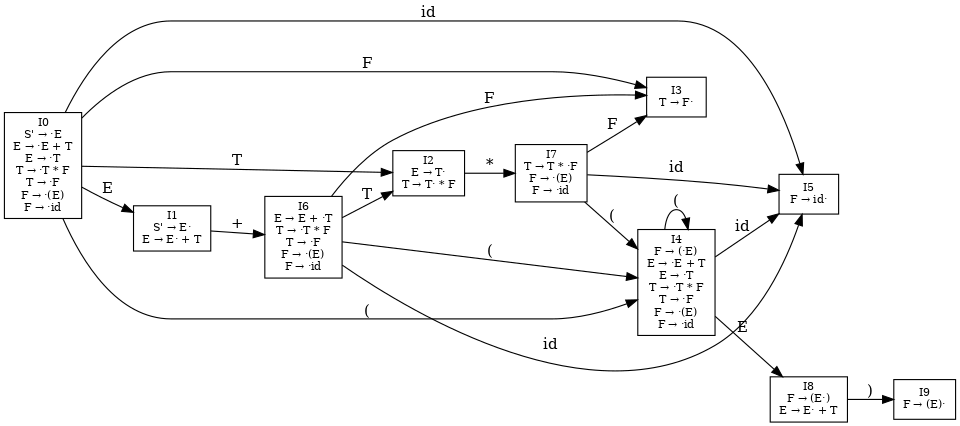 id
F
I3
T → F·
I0
S' → ·E
E → ·E + T
E → ·T
T → ·T * F
T → ·F
F → ·(E)
F → ·id
F
T
I2
E → T·
T → T· * F
*
I7
T → T * ·F
F → ·(E)
F → ·id
F
id
I5
F → id·
E
I1
S' → E·
E → E· + T
+
I6
E → E + ·T
T → ·T * F
T → ·F
F → ·(E)
F → ·id
T
(
(
(
I4
F → (·E)
E → ·E + T
E → ·T
T → ·T * F
T → ·F
F → ·(E)
F → ·id
id
(
id
E
I8
F → (E·)
E → E· + T
)
I9
F → (E)·